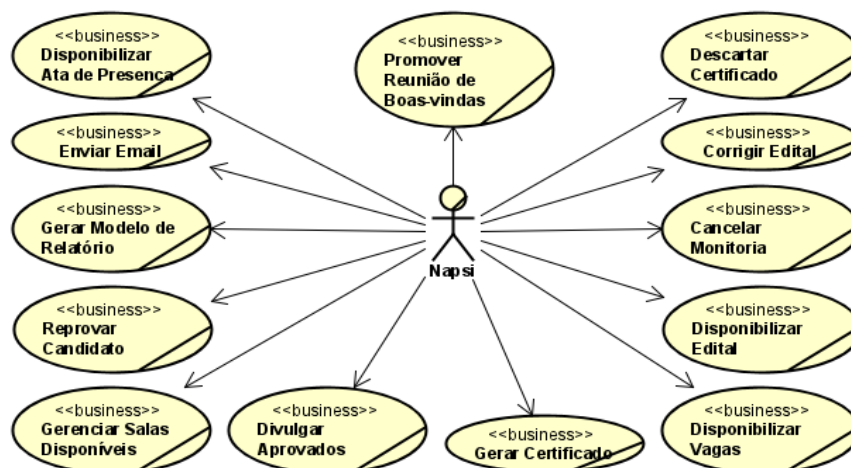 <<business>>
Disponibilizar
Ata de Presença
<<business>>
Promover
Reunião de
Boas-vindas
<<business>>
Descartar
Certificado
<<business>>
Enviar Email
<<business>>
Corrigir Edital
<<business>>
Gerar Modelo de
Relatório
<<business>>
Cancelar
Monitoria
Napsi
<<business>>
Reprovar
Candidato
<<business>>
Disponibilizar
Edital
<<business>>
Gerenciar Salas
Disponíveis
<<business>>
Divulgar
Aprovados
<<business>>
Gerar Certificado
<<business>>
Disponibilizar
Vagas